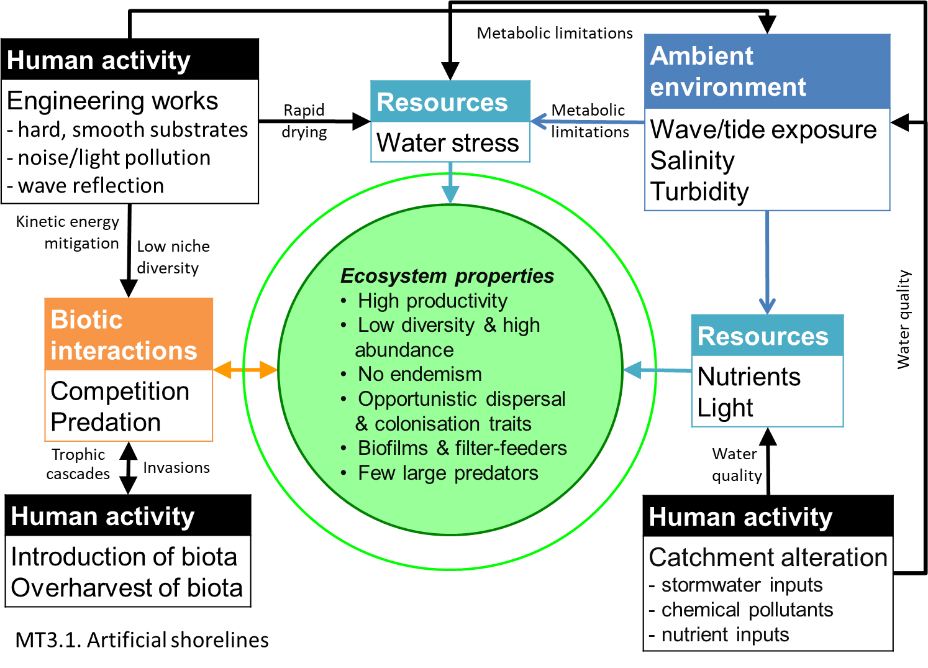 Metabolic limitations
Human activity
Engineering works
- hard, smooth substrates
- noise/light pollution
- wave reflection
Rapid
drying
Resources
Water stress
Metabolic
limitations
Ambient
environment
Wave/tide exposure
Salinity
Turbidity
Kinetic energy
mitigation
Low niche
diversity
Water quality
Biotic
interactions
Competition
Predation
Ecosystem properties
• High productivity
• Low diversity & high
abundance
• No endemism
• Opportunistic dispersal
& colonisation traits
• Biofilms & filter-feeders
• Few large predators
Resources
Nutrients
Light
Trophic
cascades
Invasions
Water
quality
Human activity
Introduction of biota
Overharvest of biota
Human activity
Catchment alteration
- stormwater inputs
- chemical pollutants
- nutrient inputs
MT3.1. Artificial shorelines